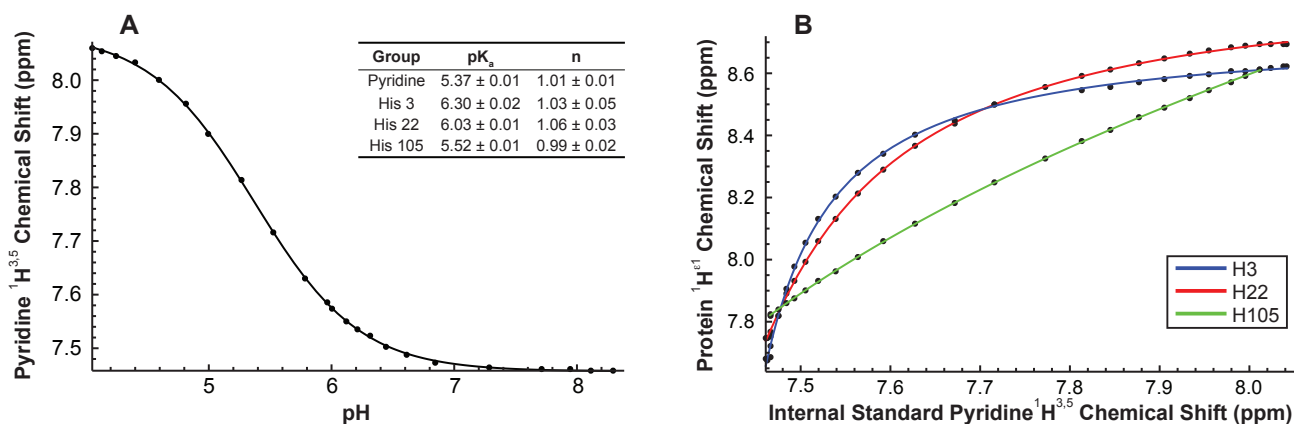 A
Pyridine ¹H³,⁵ Chemical Shift (ppm)
8.0
7.9
7.8
7.7
7.6
7.5
5 6 7 8
pH
Group pKₐ n
Pyridine 5.37 ± 0.01 1.01 ± 0.01
His 3 6.30 ± 0.02 1.03 ± 0.05
His 22 6.03 ± 0.01 1.06 ± 0.03
His 105 5.52 ± 0.01 0.99 ± 0.02
B
Protein ¹Hᵋ¹ Chemical Shift (ppm)
8.6
8.4
8.2
8.0
7.8
7.5 7.6 7.7 7.8 7.9 8.0
Internal Standard Pyridine ¹H³,⁵ Chemical Shift (ppm)
H3
H22
H105